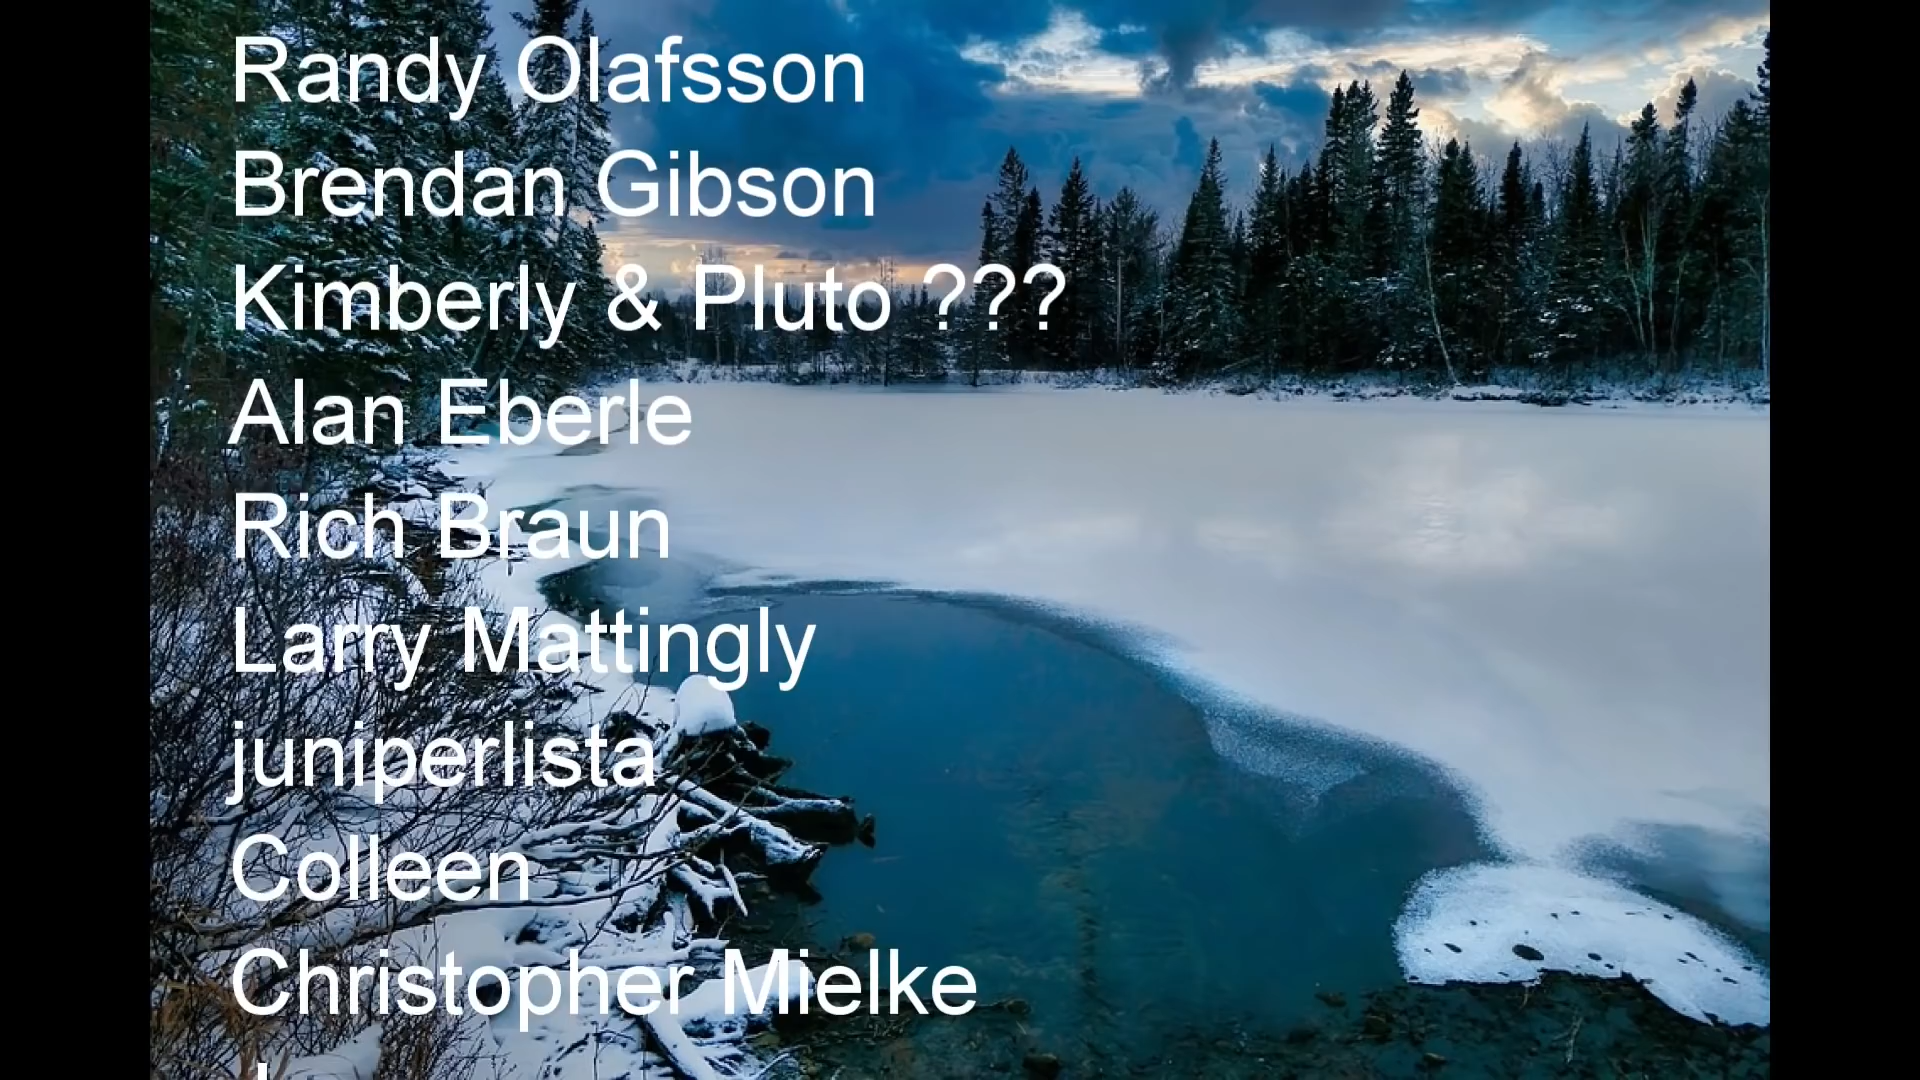 Randy Olafsson
Brendan Gibson
Kimberly & Pluto ???
Alan Eberle
Rich Braun
Larry Mattingly
juniperlista
Colleen
Christopher Mielke